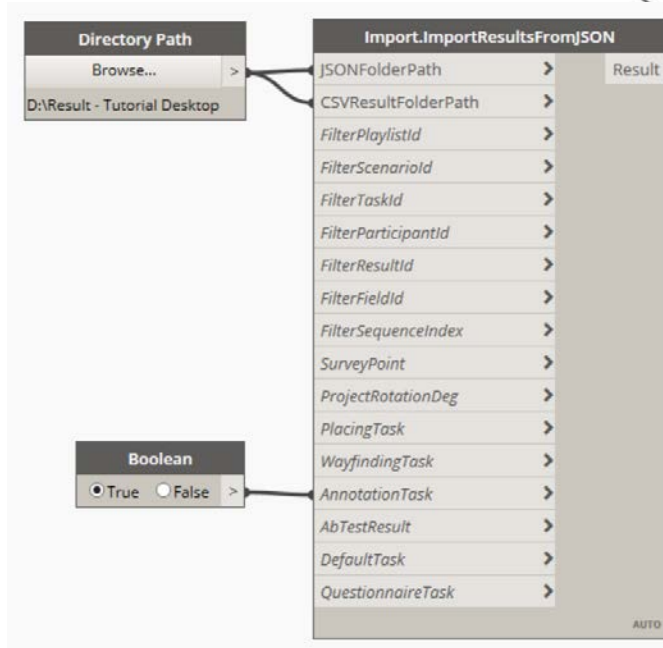 Directory Path
Browse... >
D:\Result - Tutorial Desktop
Import.ImportResultsFromJSON
JSONFolderPath > Result
CSVResultFolderPath >
FilterPlaylistId >
FilterScenarioId >
FilterTaskId >
FilterParticipantId >
FilterResultId >
FilterFieldId >
FilterSequenceIndex >
SurveyPoint >
ProjectRotationDeg >
PlacingTask >
WayfindingTask >
AnnotationTask >
AbTestResult >
DefaultTask >
QuestionnaireTask >
AUTO
Boolean
True False >